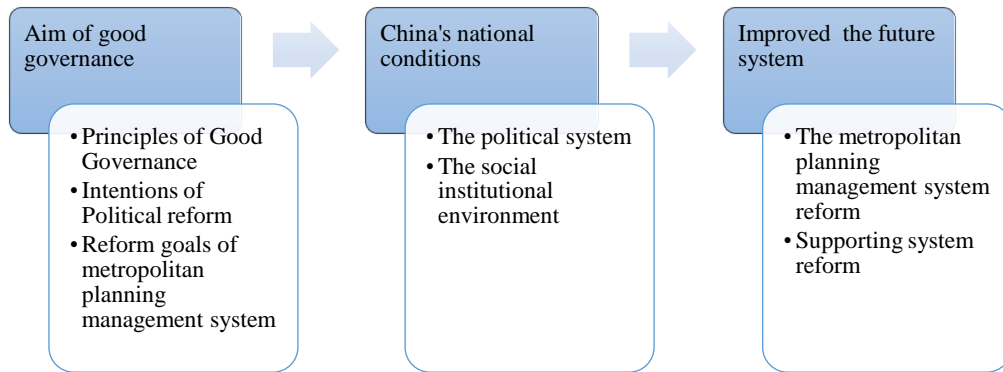 Aim of good
governance
• Principles of Good
Governance
• Intentions of
Political reform
• Reform goals of
metropolitan
planning
management system
China's national
conditions
• The political system
• The social
institutional
environment
Improved the future
system
• The metropolitan
planning
management system
reform
• Supporting system
reform